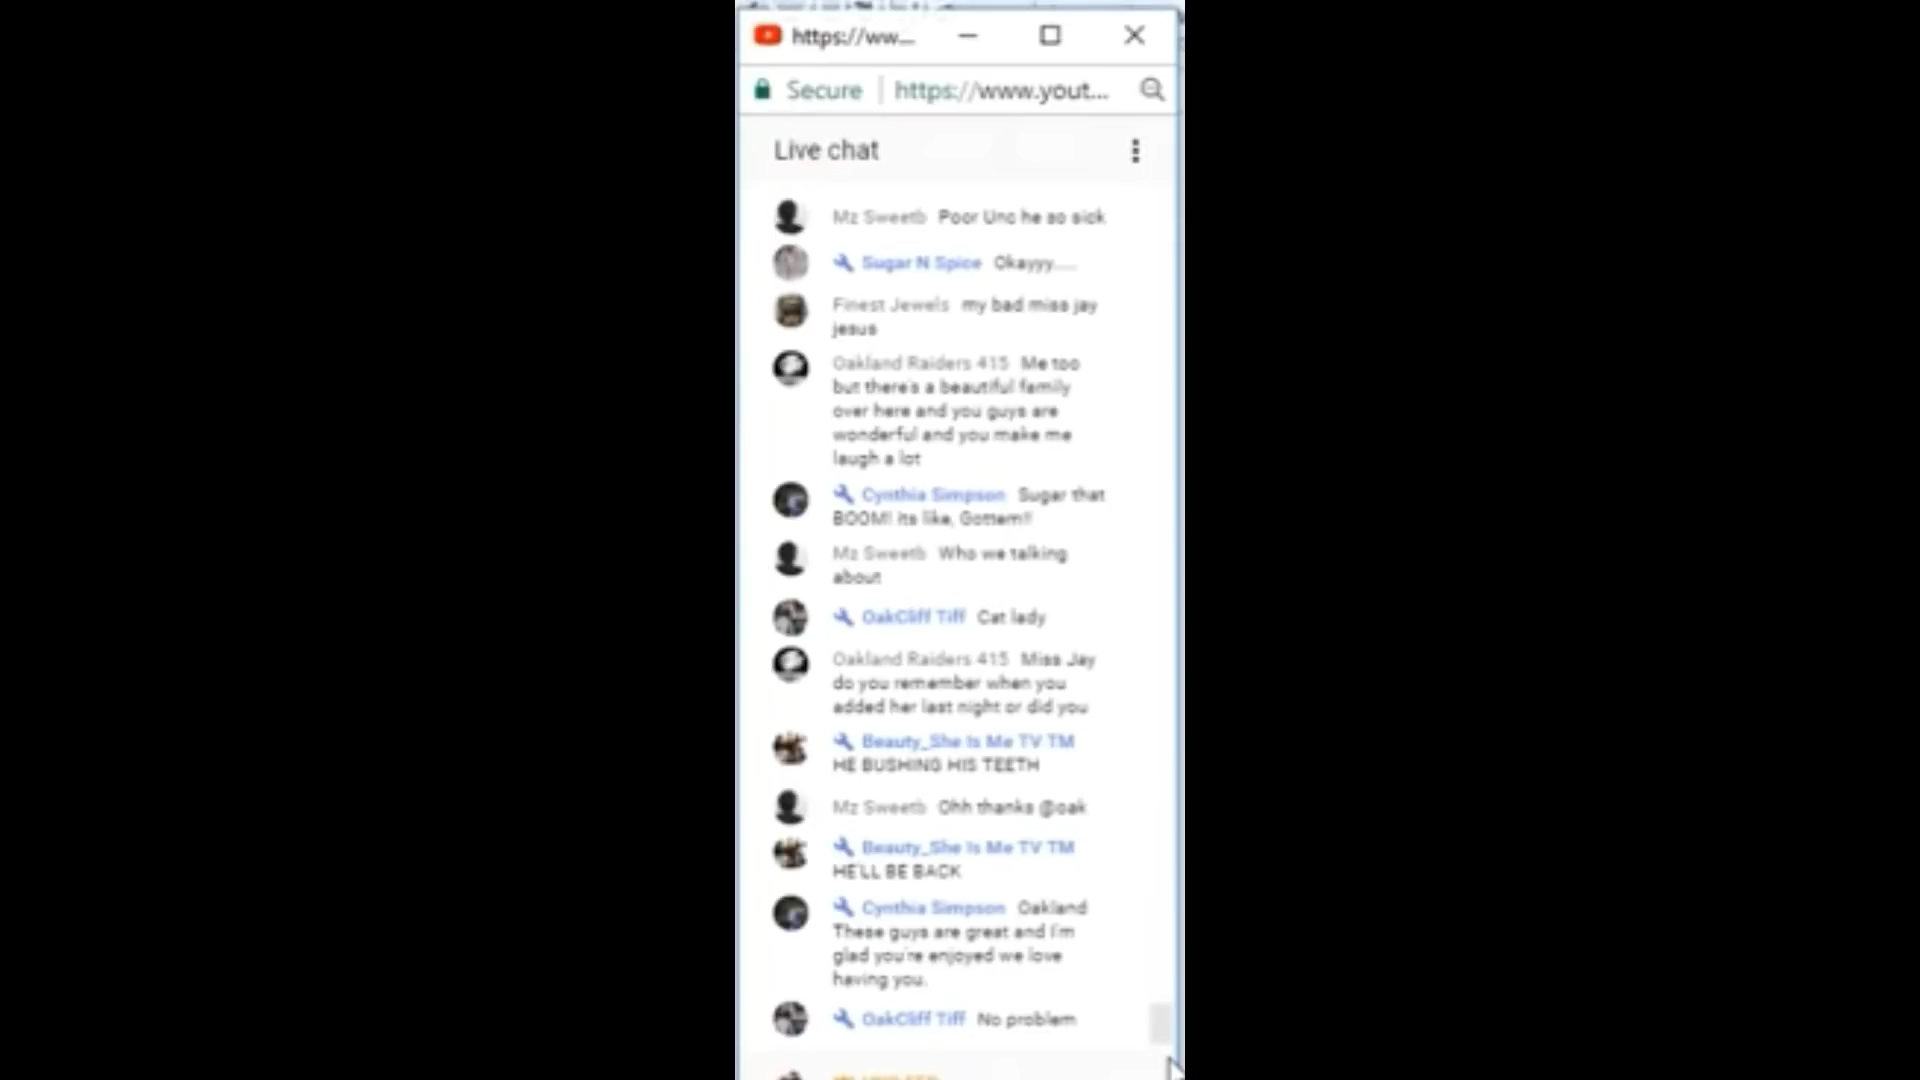 https://ww...
Secure | https://www.yout...
Live chat
Mz Sweetb Poor Unc he so sick
Sugar N Spice Okayyy.....
Finest Jewels my bad miss jay
jesus
Oakland Raiders 415 Me too
but there's a beautiful family
over here and you guys are
wonderful and you make me
laugh a lot
Cynthia Simpson Sugar that
BOOM! its like, Gottem!!
Mz Sweetb Who we talking
about
OakCliff Tiff Cat lady
Oakland Raiders 415 Miss Jay
do you remember when you
added her last night or did you
Beauty_She Is Me TV TM
HE BUSHING HIS TEETH
Mz Sweetb Ohh thanks @oak
Beauty_She Is Me TV TM
HE'LL BE BACK
Cynthia Simpson Oakland
These guys are great and I'm
glad you're enjoyed we love
having you.
OakCliff Tiff No problem